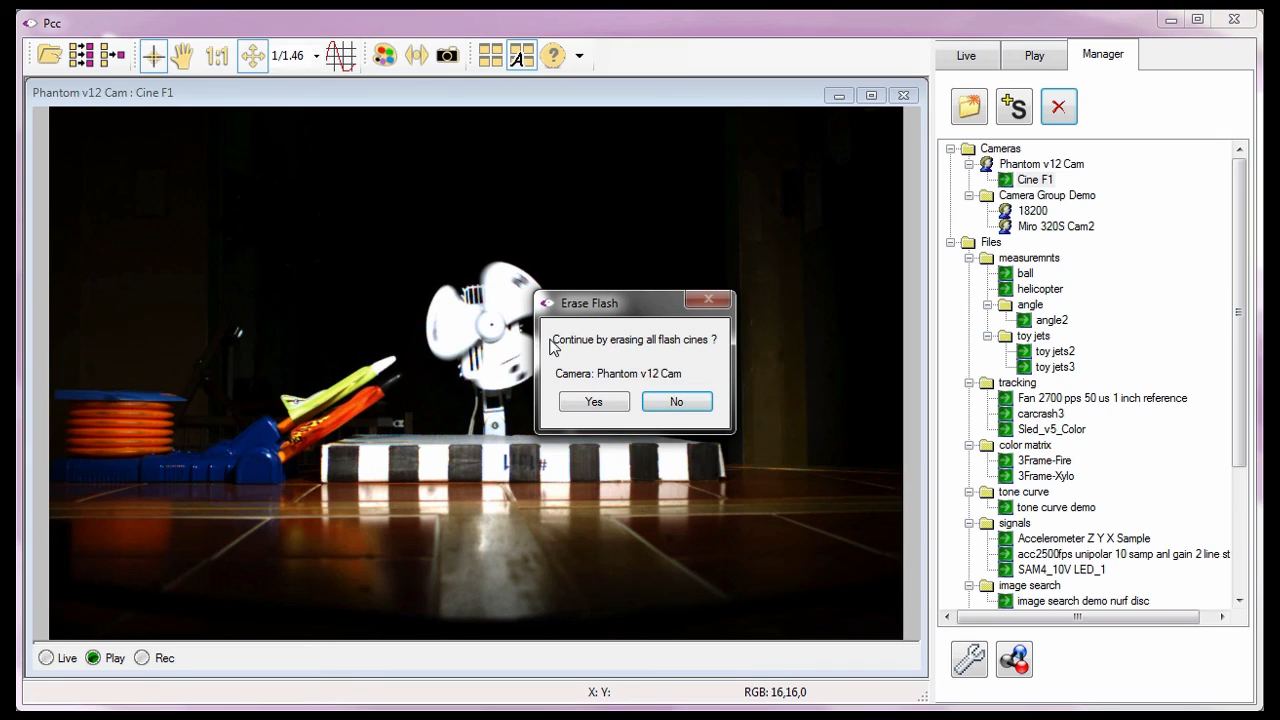 Pcc
1:1
1/1.46
A
?
Live
Play
Manager
Phantom v12 Cam : Cine F1
+S
Cameras
Phantom v12 Cam
Cine F1
Camera Group Demo
18200
Miro 320S Cam2
Files
measuremnts
ball
helicopter
angle
angle2
toy jets
toy jets2
toy jets3
tracking
Fan 2700 pps 50 us 1 inch reference
carcrash3
Sled_v5_Color
color matrix
3Frame-Fire
3Frame-Xylo
tone curve
tone curve demo
signals
Accelerometer Z Y X Sample
acc2500fps unipolar 10 samp anl gain 2 line st
SAM4_10V LED_1
image search
image search demo nurf disc
Erase Flash
Continue by erasing all flash cines ?
Camera: Phantom v12 Cam
Yes
No
Live
Play
Rec
X: Y:
RGB: 16,16,0